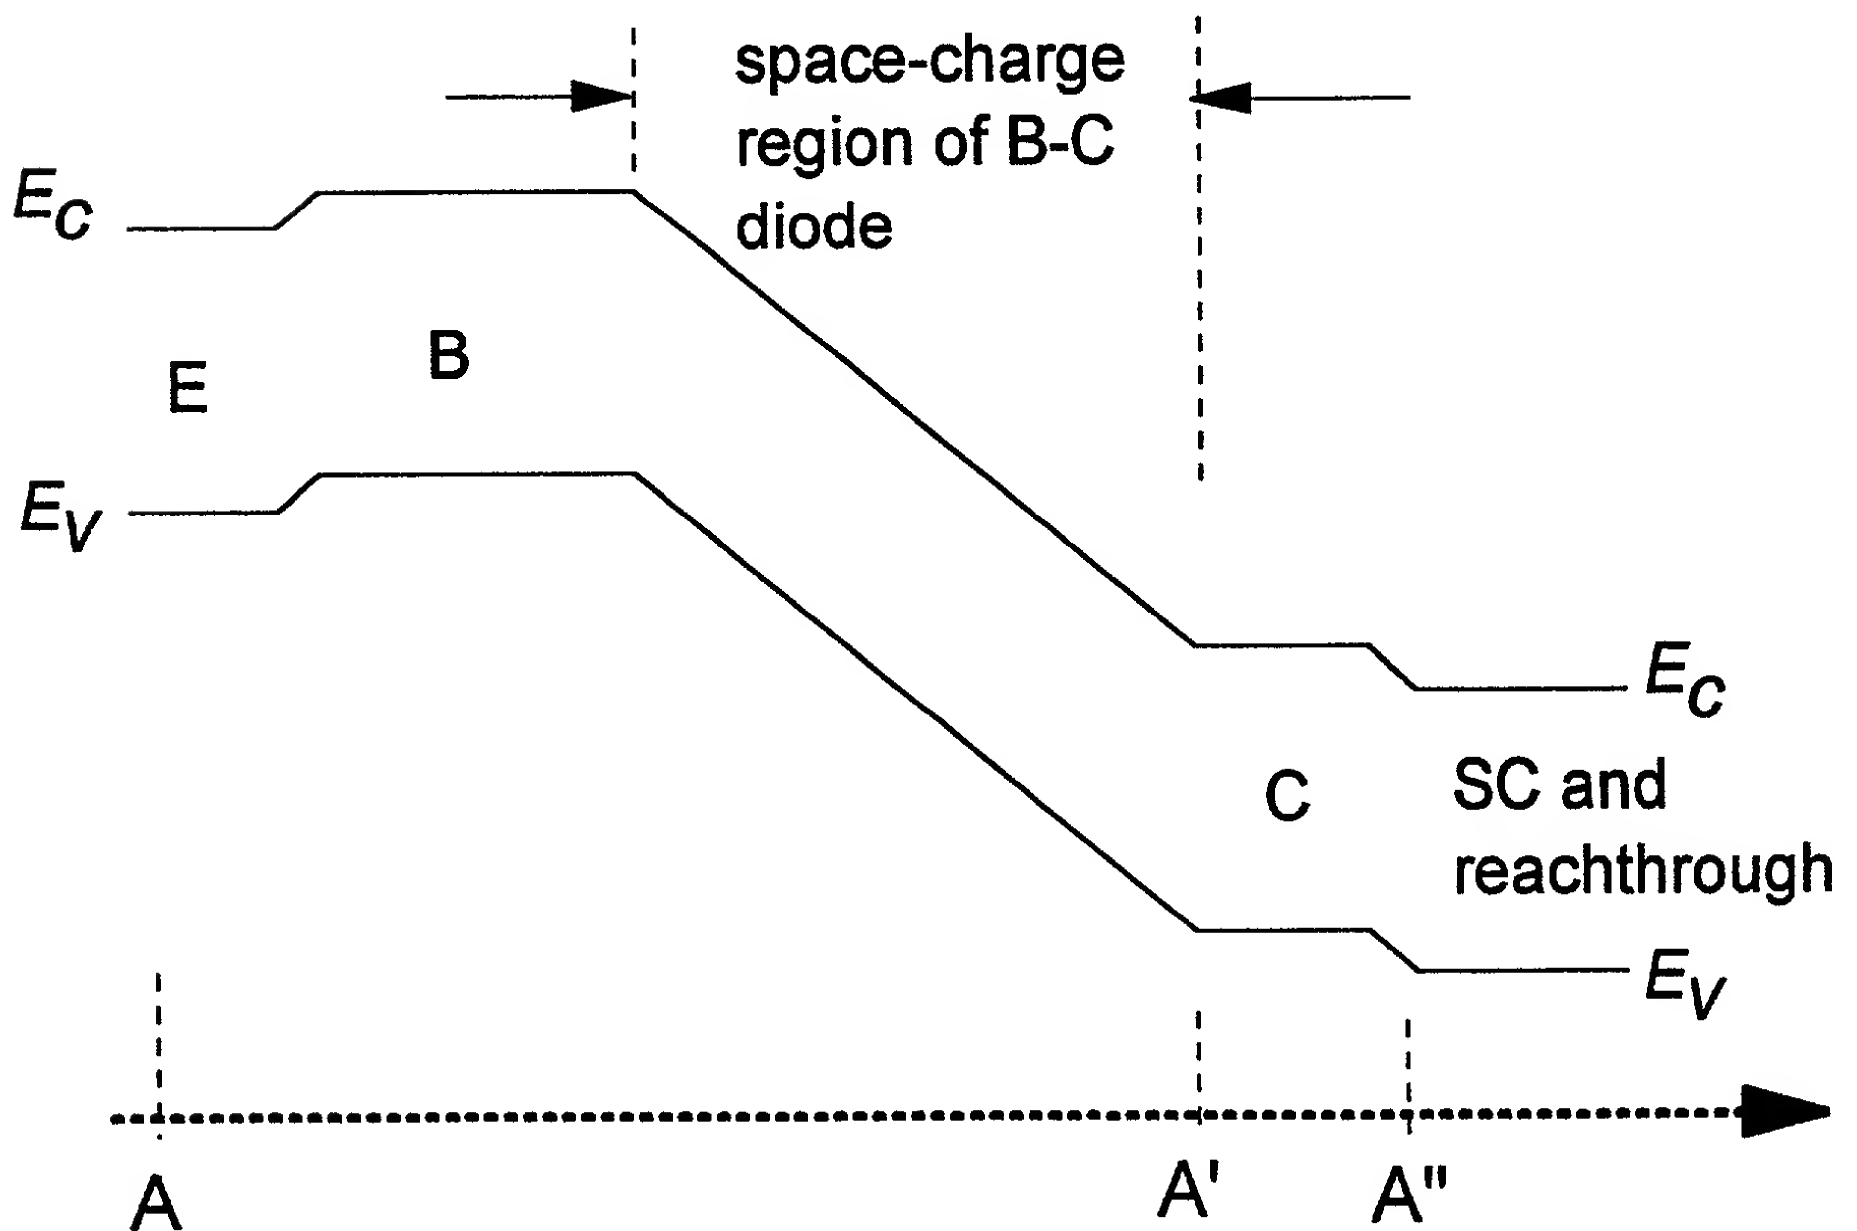 space-charge
region of B-C
diode
E_C
B
E
E_V
E_C
C
SC and
reachthrough
E_V
A
A'
A"